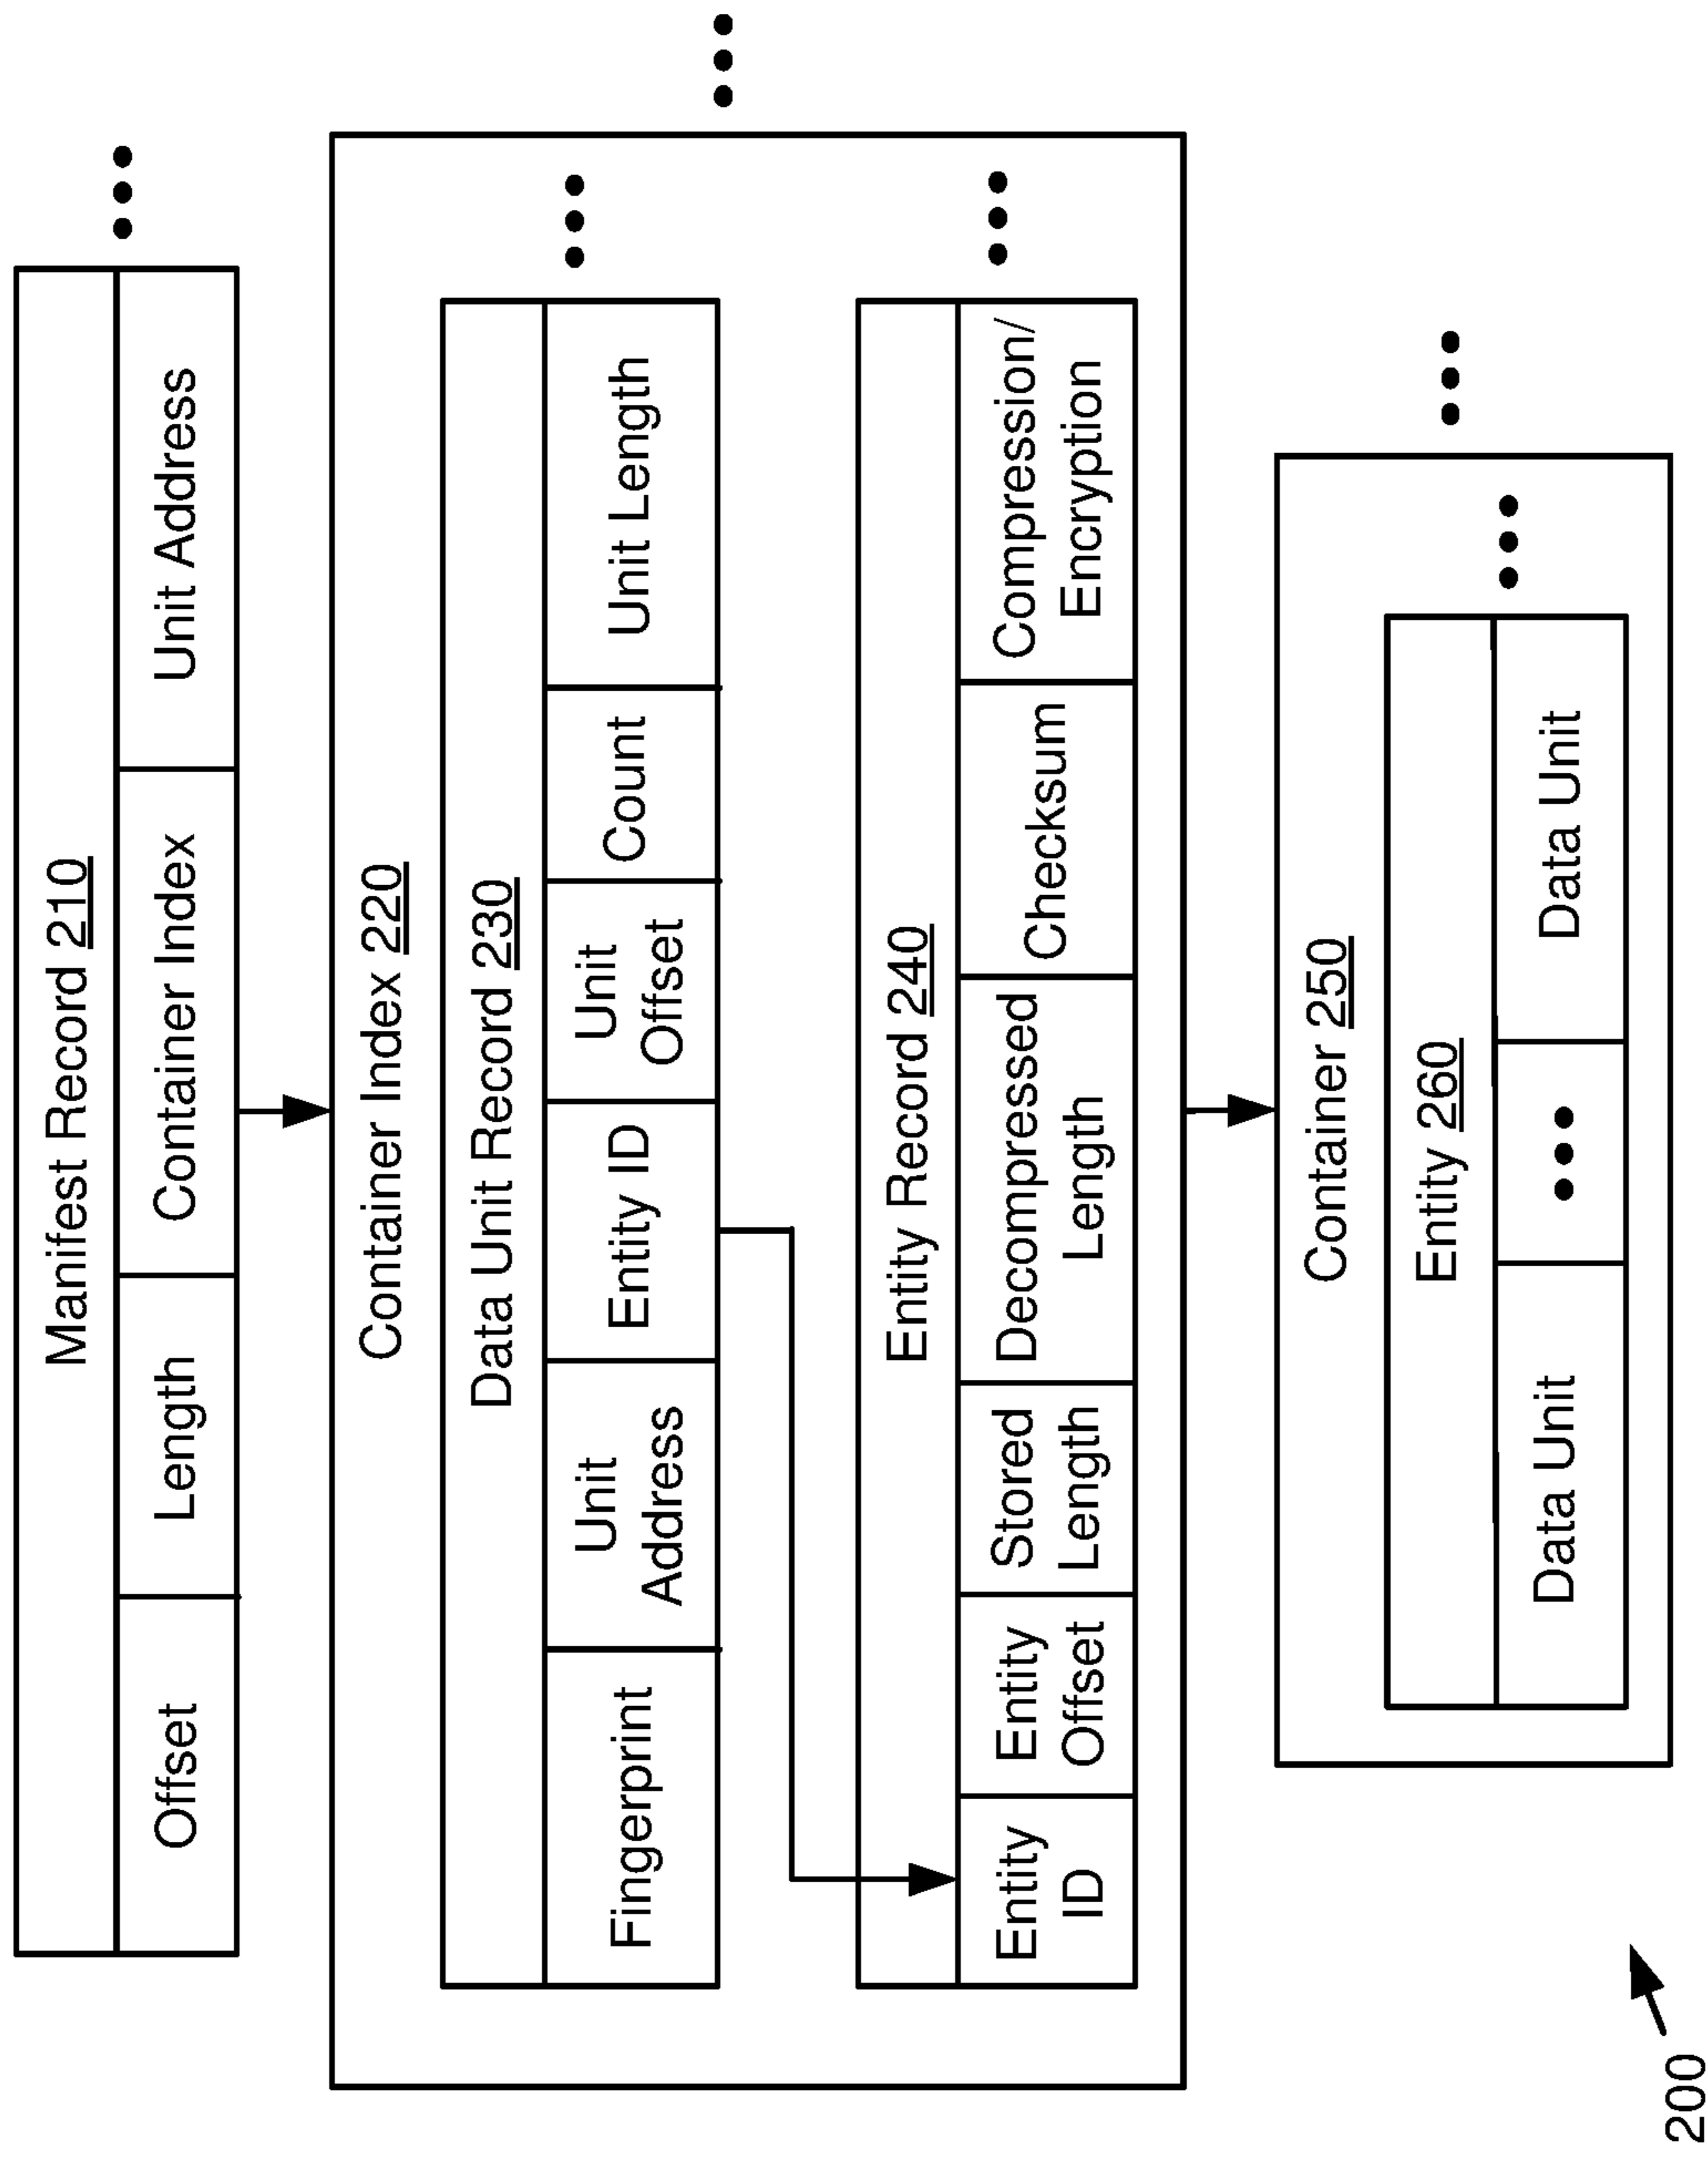 Manifest Record 210
Offset
Length
Container Index
Unit Address
Container Index 220
Data Unit Record 230
Fingerprint
Unit
Address
Entity ID
Unit
Offset
Count
Unit Length
Entity Record 240
Entity
ID
Entity
Offset
Stored
Length
Decompressed
Length
Checksum
Compression/
Encryption
Container 250
Entity 260
Data Unit
Data Unit
200